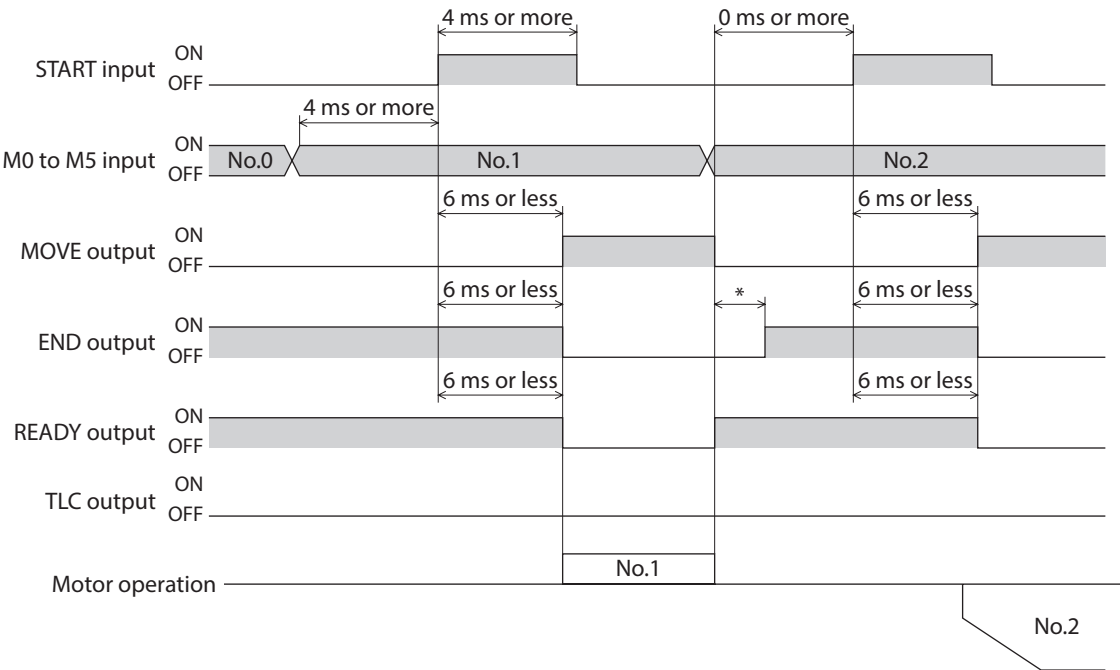 4 ms or more
0 ms or more
START input
ON
OFF
4 ms or more
M0 to M5 input
ON
OFF
No.0
No.1
No.2
6 ms or less
6 ms or less
MOVE output
ON
OFF
6 ms or less
*
6 ms or less
END output
ON
OFF
6 ms or less
6 ms or less
READY output
ON
OFF
TLC output
ON
OFF
Motor operation
No.1
No.2